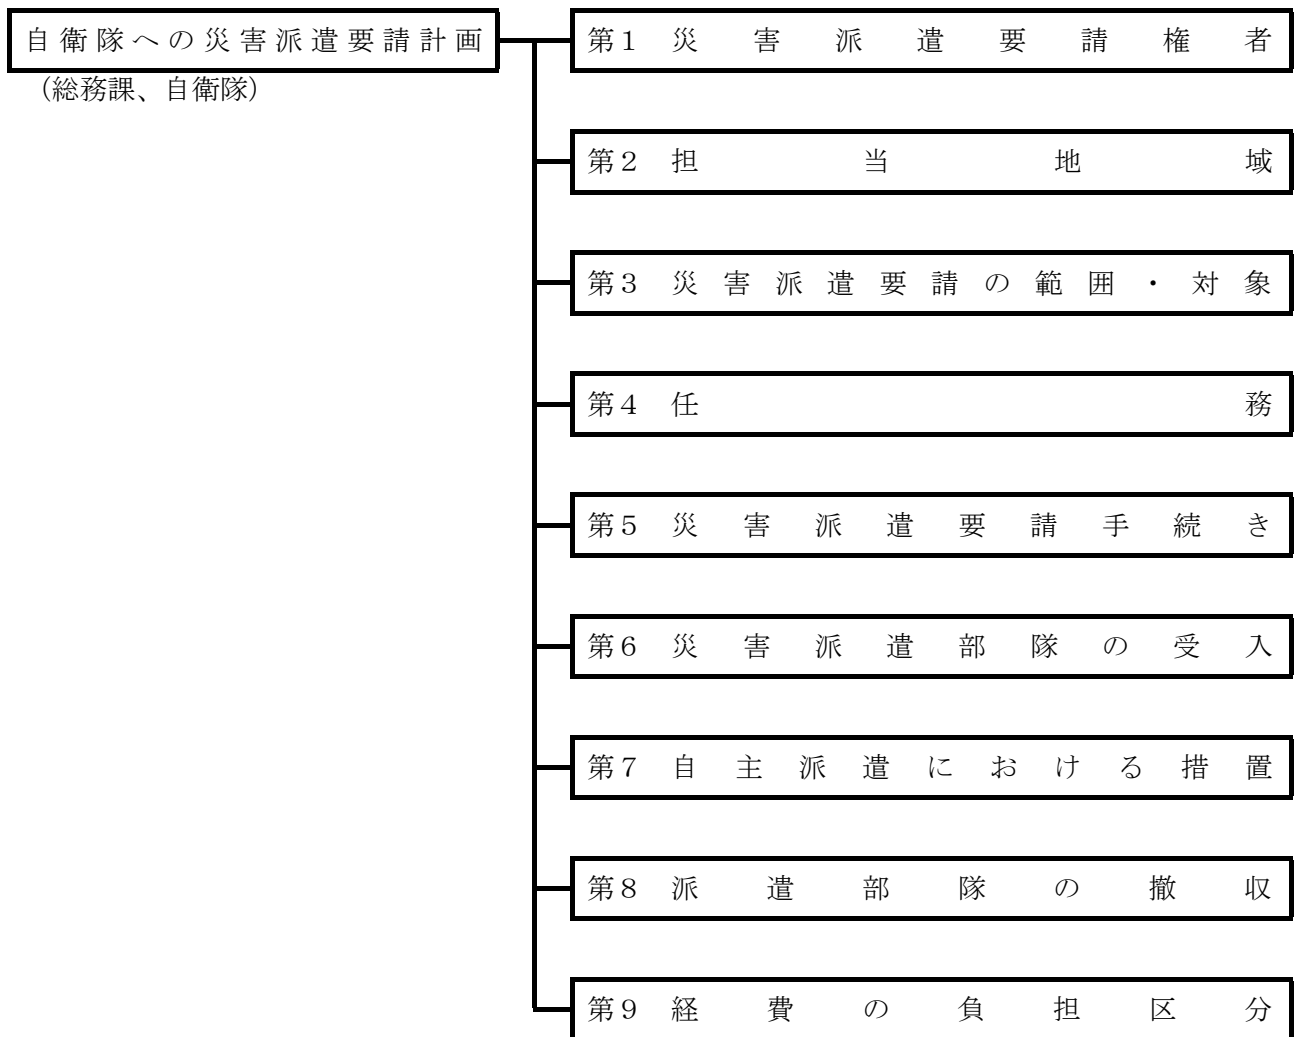 自衛隊への災害派遣要請計画
（総務課、自衛隊）
第１ 災害派遣要請権者
第２ 担当地域
第３ 災害派遣要請の範囲・対象
第４ 任務
第５ 災害派遣要請手続き
第６ 災害派遣部隊の受入
第７ 自主派遣における措置
第８ 派遣部隊の撤収
第９ 経費の負担区分